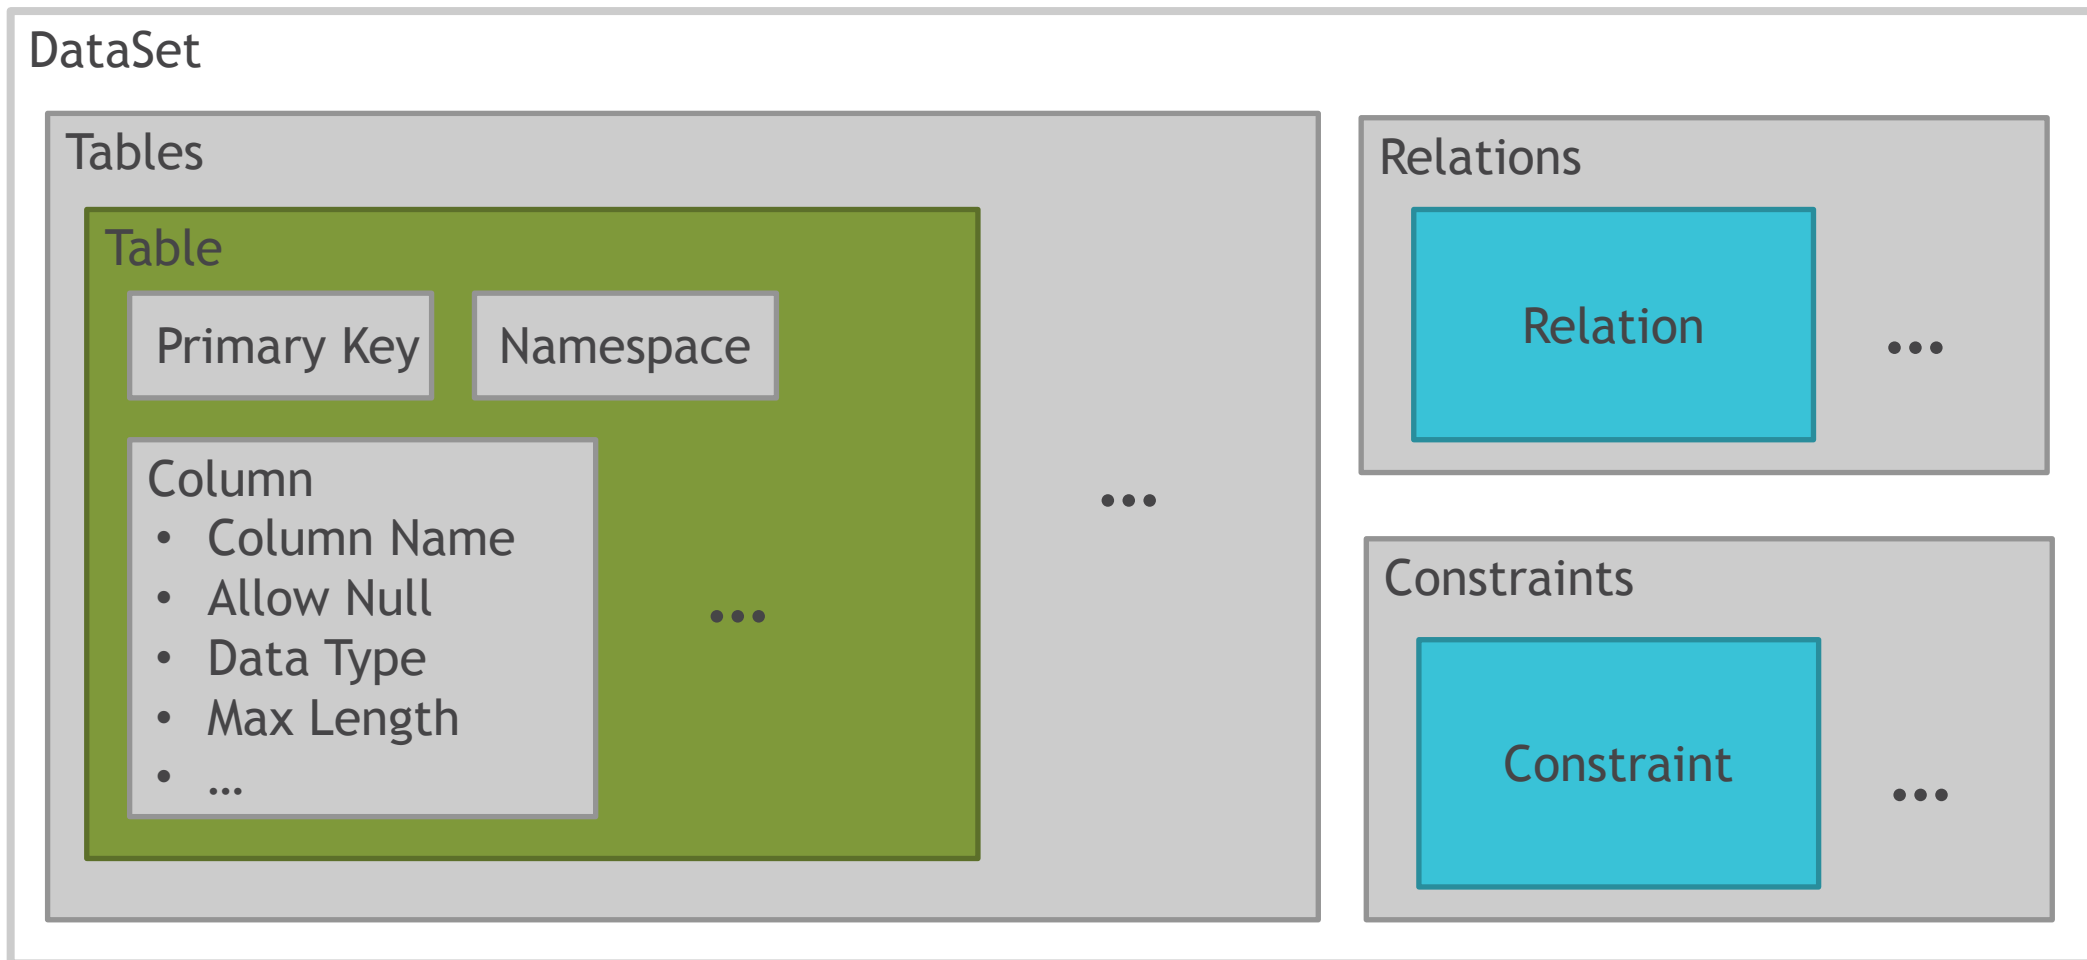 DataSet
Tables
Table
Primary Key
Namespace
Column
• Column Name
• Allow Null
• Data Type
• Max Length
• ...
...
...
Relations
Relation
...
Constraints
Constraint
...